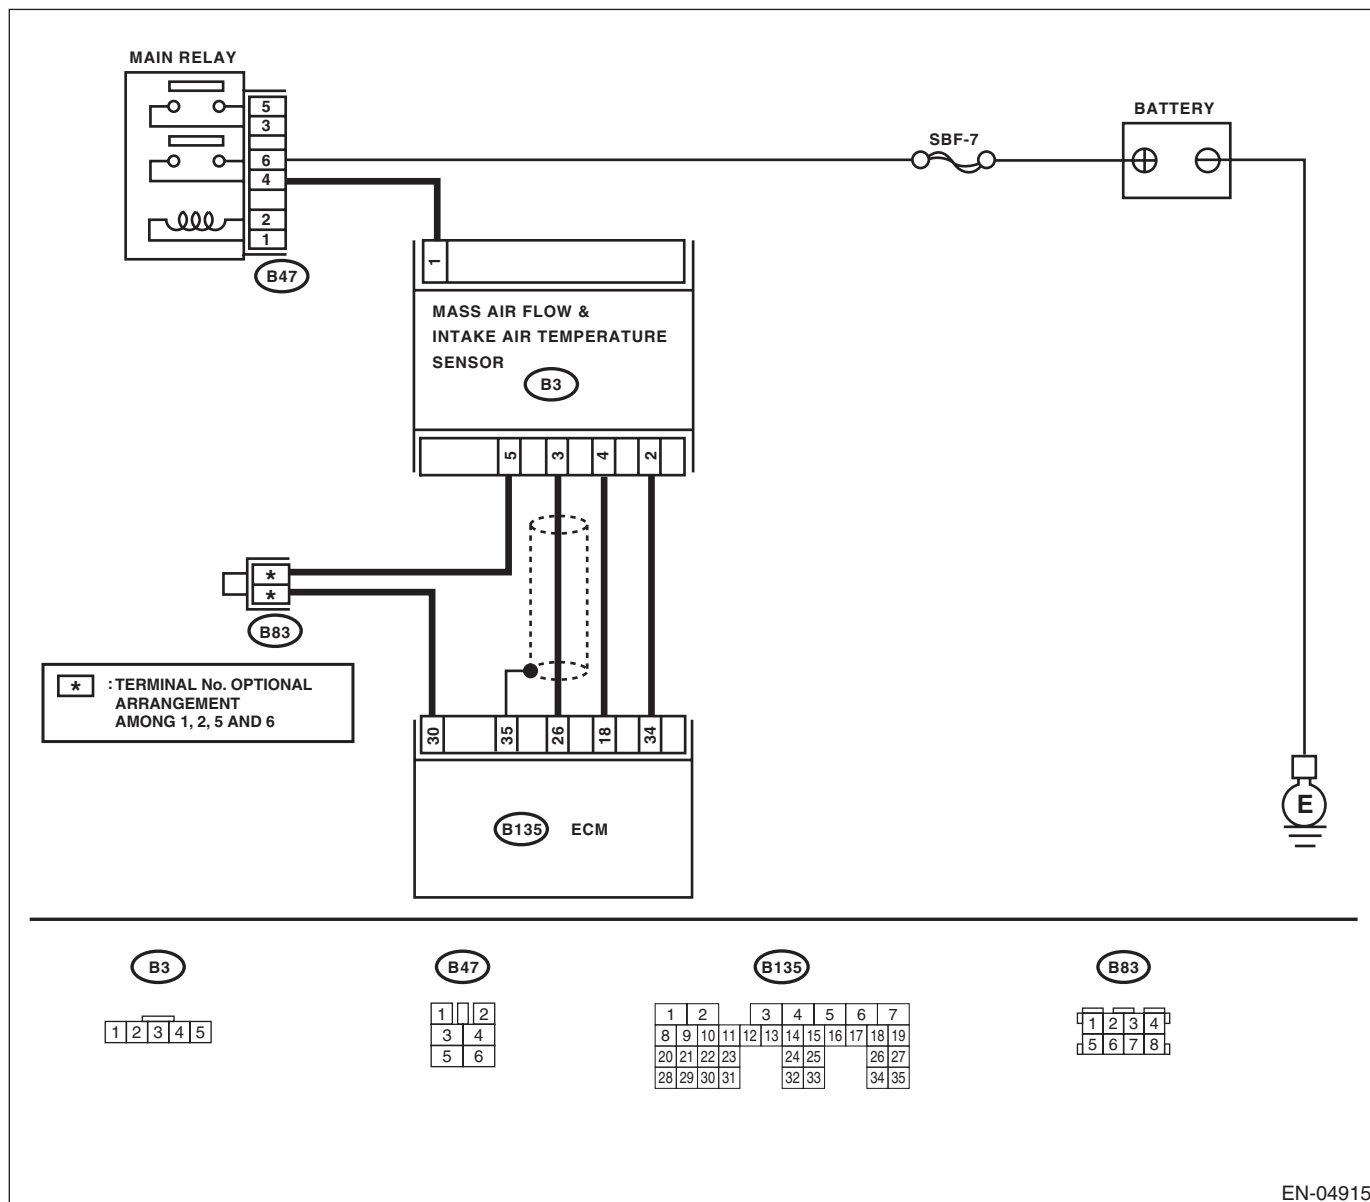 MAIN RELAY
5
3
6
4
2
1
B47
SBF-7
BATTERY
1
MASS AIR FLOW &
INTAKE AIR TEMPERATURE
SENSOR
B3
5 3 4 2
*
*
B83
* : TERMINAL No. OPTIONAL
ARRANGEMENT
AMONG 1, 2, 5 AND 6
30 35 26 18 34
B135 ECM
E
B3
1 2 3 4 5
B47
1 2
3 4
5 6
B135
1 2 3 4 5 6 7
8 9 10 11 12 13 14 15 16 17 18 19
20 21 22 23 24 25 26 27
28 29 30 31 32 33 34 35
B83
1 2 3 4
5 6 7 8
EN-04915